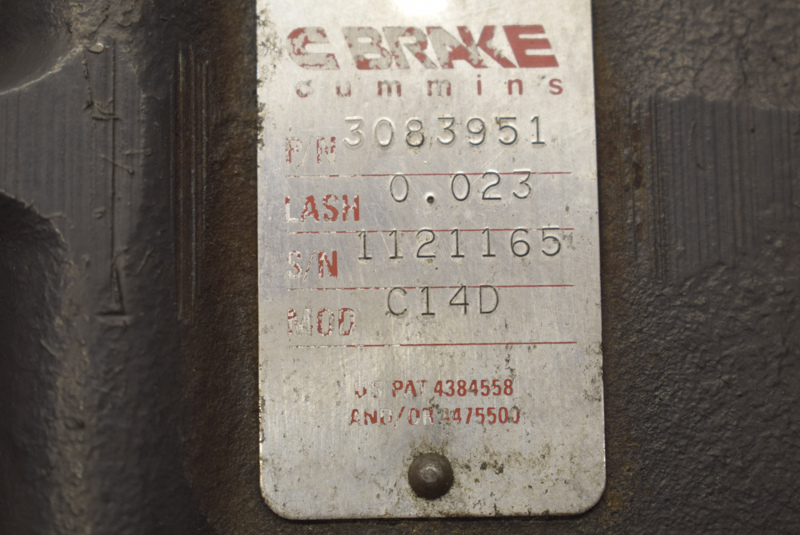 C BRAKE
cummins
P/N 3083951
LASH 0.023
S/N 1121165
MOD C14D
US PAT 4384558
AND/OR 4475500